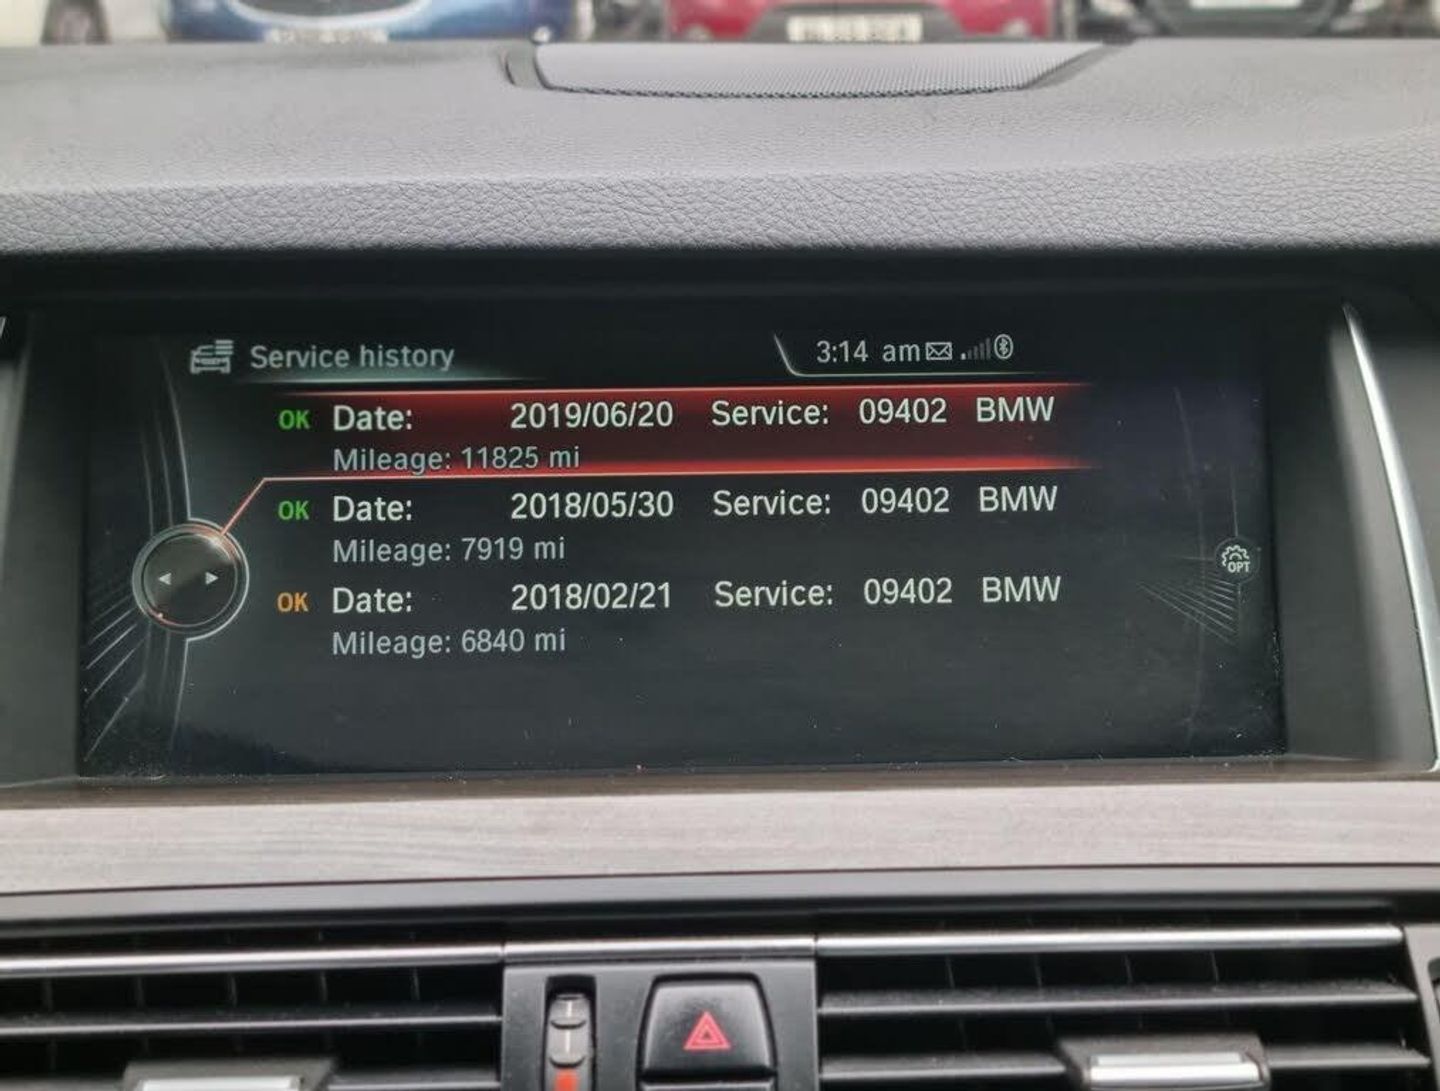 Service history 3:14 am
OK Date: 2019/06/20 Service: 09402 BMW
Mileage: 11825 mi
OK Date: 2018/05/30 Service: 09402 BMW
Mileage: 7919 mi
OPT
OK Date: 2018/02/21 Service: 09402 BMW
Mileage: 6840 mi